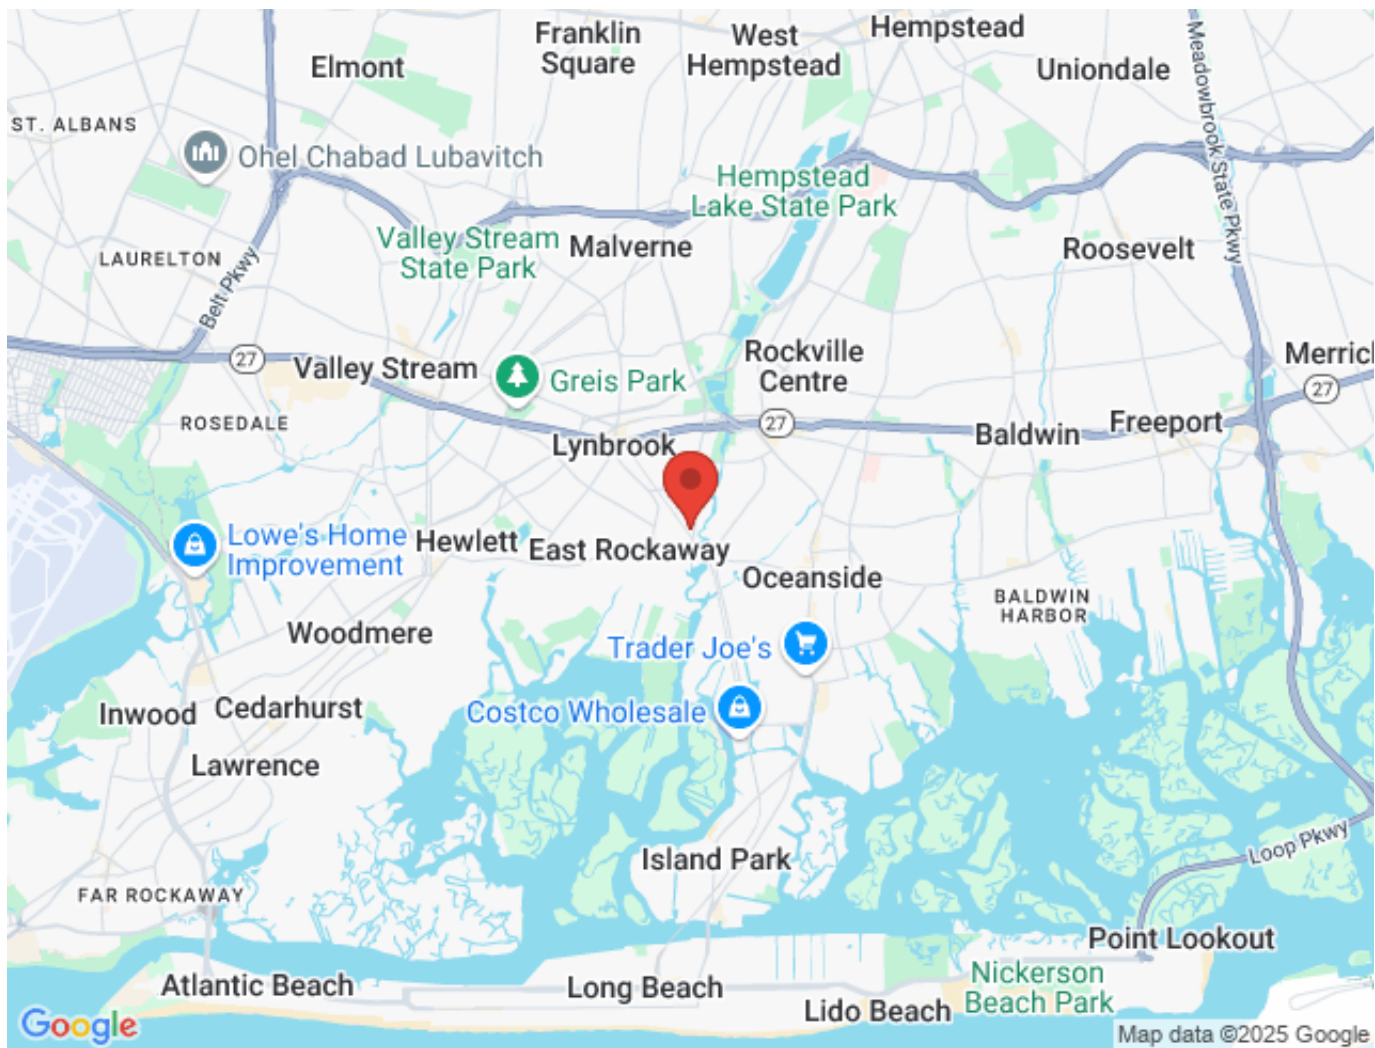 Franklin
Square
West
Hempstead
Hempstead
Elmont
Uniondale
Meadowbrook State Pkwy
ST. ALBANS
Ohel Chabad Lubavitch
Hempstead
Lake State Park
Valley Stream
State Park
Malverne
Roosevelt
LAURELTON
Belt Pkwy
27
Valley Stream
Greis Park
Rockville
Centre
Merrick
27
ROSEDALE
Lynbrook
27
Baldwin
Freeport
Lowe's Home
Improvement
Hewlett
East Rockaway
Oceanside
BALDWIN
HARBOR
Woodmere
Trader Joe's
Inwood
Cedarhurst
Costco Wholesale
Lawrence
Island Park
Loop Pkwy
FAR ROCKAWAY
Point Lookout
Atlantic Beach
Long Beach
Nickerson
Beach Park
Lido Beach
Google
Map data ©2025 Google